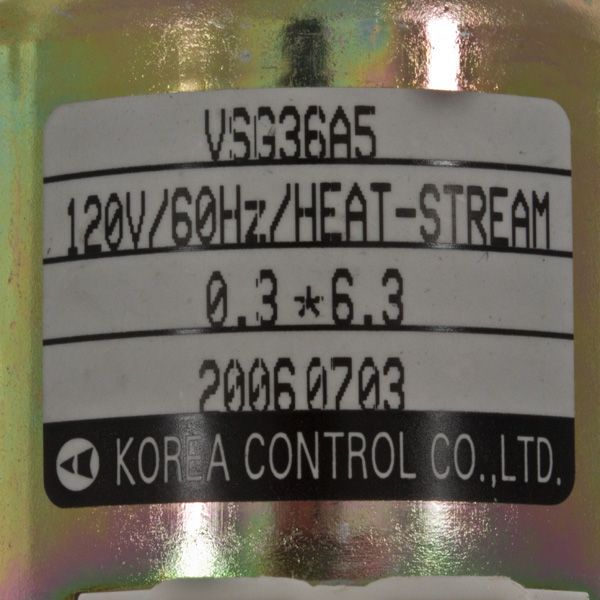 VSG36A5
120V/60Hz/HEAT-STREAM
0.3*6.3
20060703
KOREA CONTROL CO.,LTD.